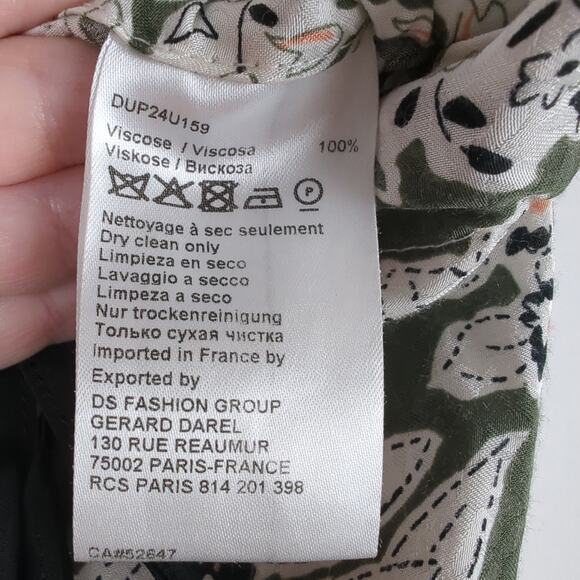 DUP24U159
Viscose / Viscosa 100%
Viskose / Вискоза
P
Nettoyage à sec seulement
Dry clean only
Limpieza en seco
Lavaggio a secco
Limpeza a seco
Nur trockenreinigung
Только сухая чистка
Imported in France by
Exported by
DS FASHION GROUP
GERARD DAREL
130 RUE REAUMUR
75002 PARIS-FRANCE
RCS PARIS 814 201 398
CA#52647